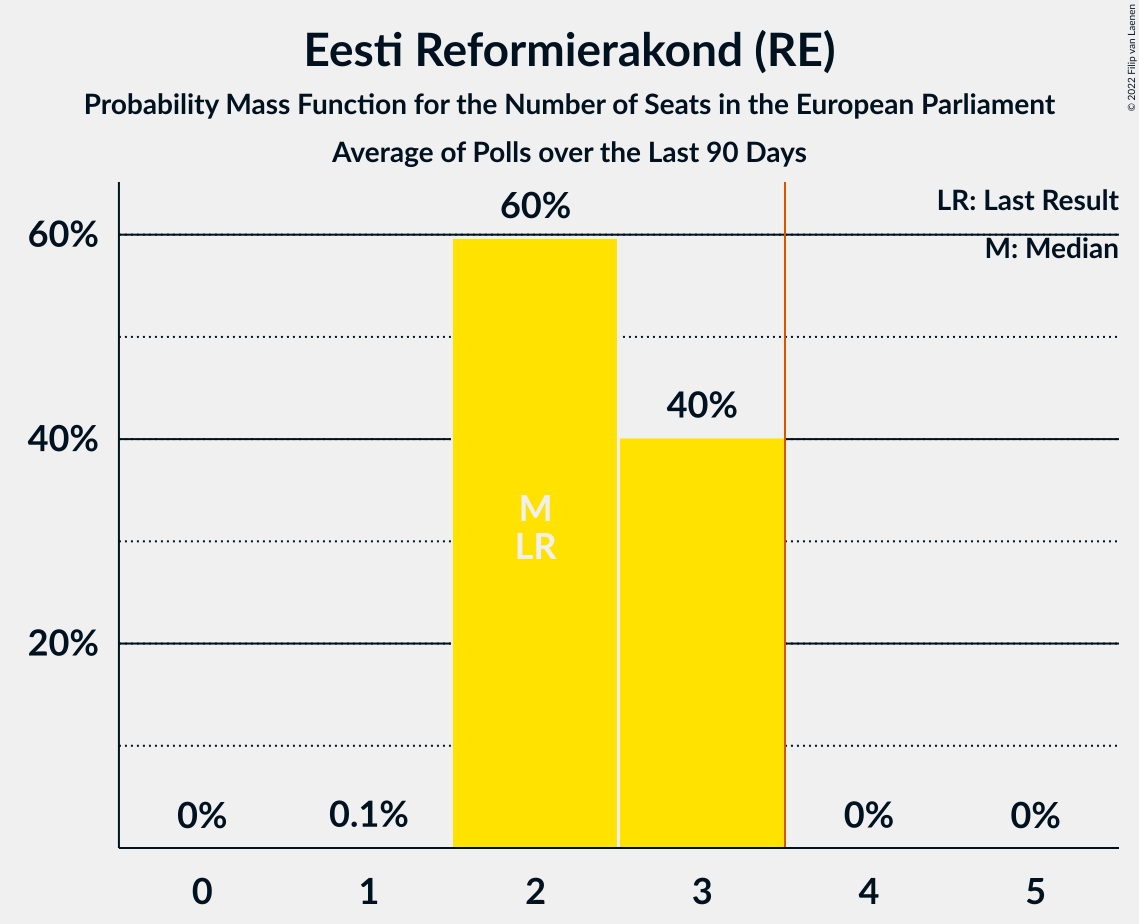 Eesti Reformierakond (RE)
Probability Mass Function for the Number of Seats in the European Parliament
Average of Polls over the Last 90 Days
© 2022 Filip van Laenen
LR: Last Result
M: Median
60%
40%
20%
0%
0.1%
60%
40%
0%
0%
M
LR
0
1
2
3
4
5